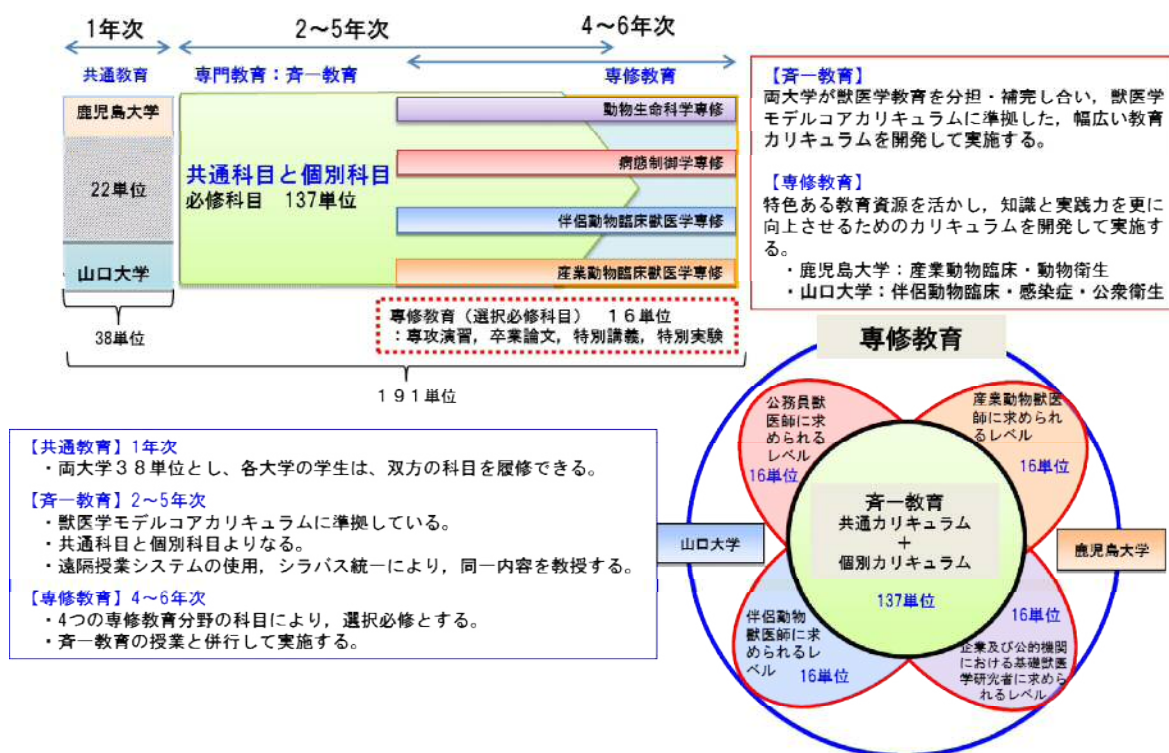 1年次
2～5年次
4～6年次
共通教育
専門教育：斉一教育
専修教育
鹿児島大学
22単位
山口大学
38単位
共通科目と個別科目
必修科目　137単位
動物生命科学専修
病態制御学専修
伴侶動物臨床獣医学専修
産業動物臨床獣医学専修
専修教育（選択必修科目）　16単位
：専攻演習，卒業論文，特別講義，特別実験
１９１単位
【斉一教育】
両大学が獣医学教育を分担・補完し合い，獣医学
モデルコアカリキュラムに準拠した，幅広い教育
カリキュラムを開発して実施する。
【専修教育】
特色ある教育資源を活かし，知識と実践力を更に
向上させるためのカリキュラムを開発して実施す
る。
・鹿児島大学：産業動物臨床・動物衛生
・山口大学：伴侶動物臨床・感染症・公衆衛生
【共通教育】1年次
・両大学３８単位とし、各大学の学生は、双方の科目を履修できる。
【斉一教育】2～5年次
・獣医学モデルコアカリキュラムに準拠している。
・共通科目と個別科目よりなる。
・遠隔授業システムの使用，シラバス統一により，同一内容を教授する。
【専修教育】4～6年次
・4つの専修教育分野の科目により，選択必修とする。
・斉一教育の授業と併行して実施する。
専修教育
公務員獣
医師に求
められる
レベル
16単位
産業動物獣医
師に求められ
るレベル
16単位
斉一教育
共通カリキュラム
＋
個別カリキュラム
137単位
山口大学
鹿児島大学
伴侶動物
獣医師に求
められるレ
ベル
16単位
16単位
企業及び公的機関
における基礎獣医
学研究者に求めら
れるレベル